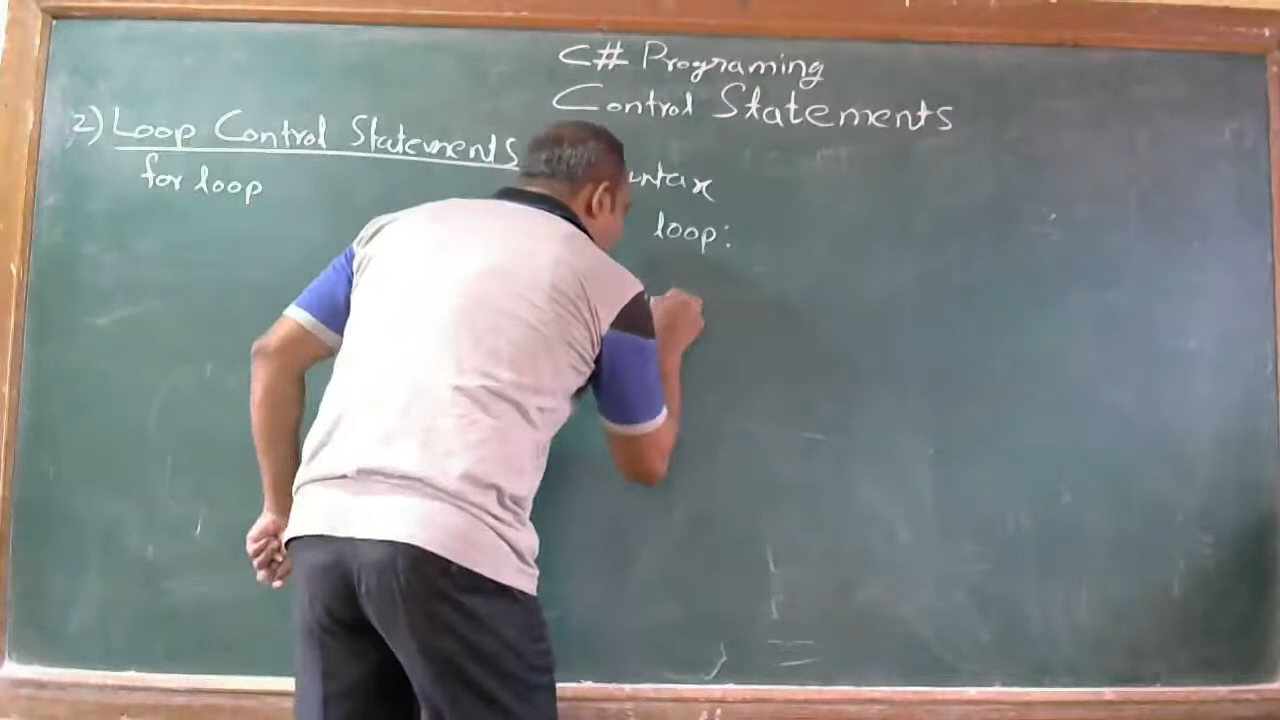 C# Programing
Control Statements
2) Loop Control Statements
for loop
loop: